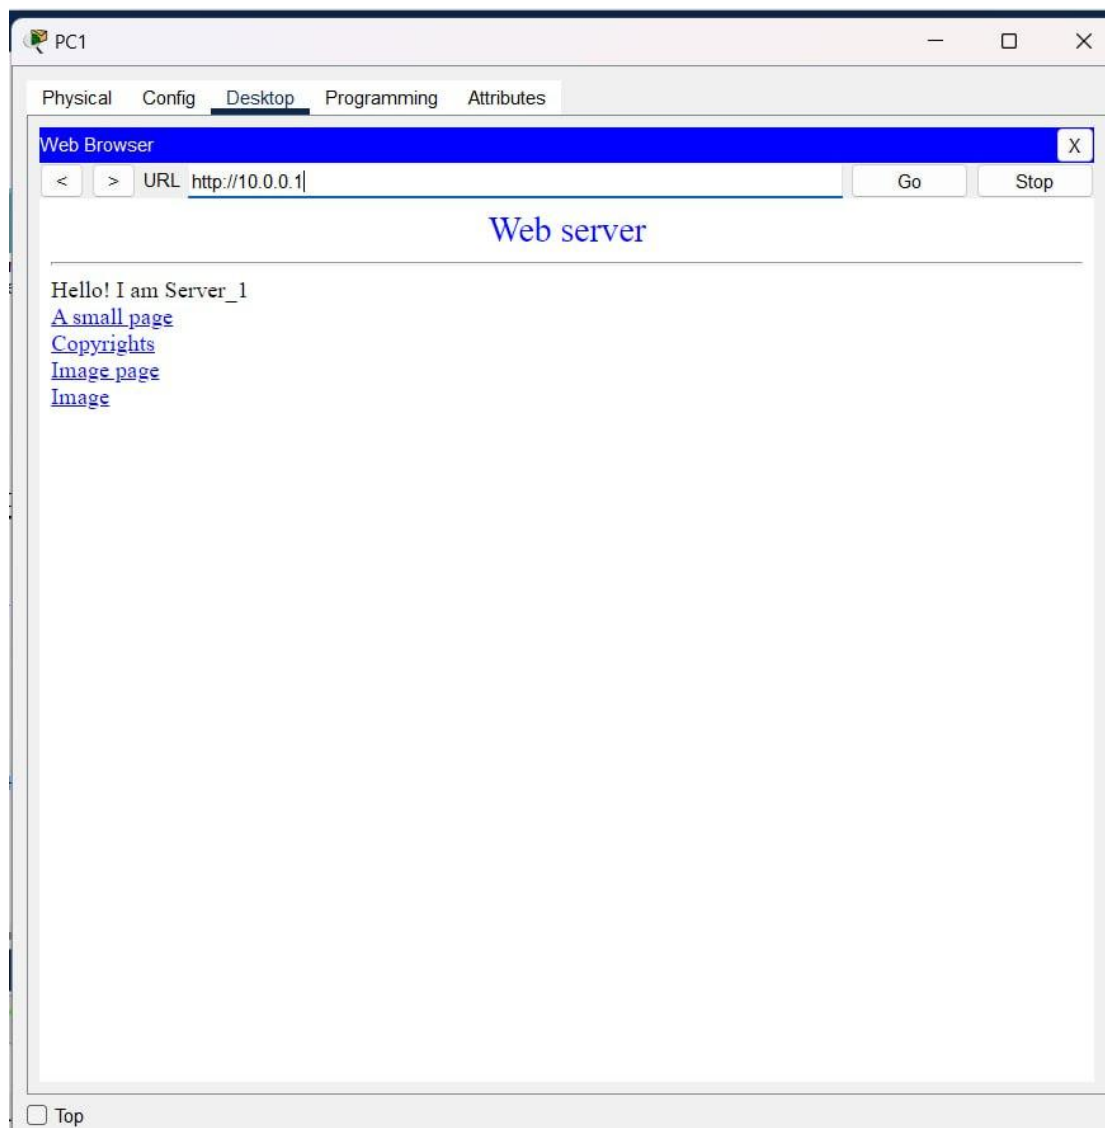 PC1
Physical Config Desktop Programming Attributes
Web Browser X
< > URL http://10.0.0.1 Go Stop
Web server
Hello! I am Server_1
A small page
Copyrights
Image page
Image
Top